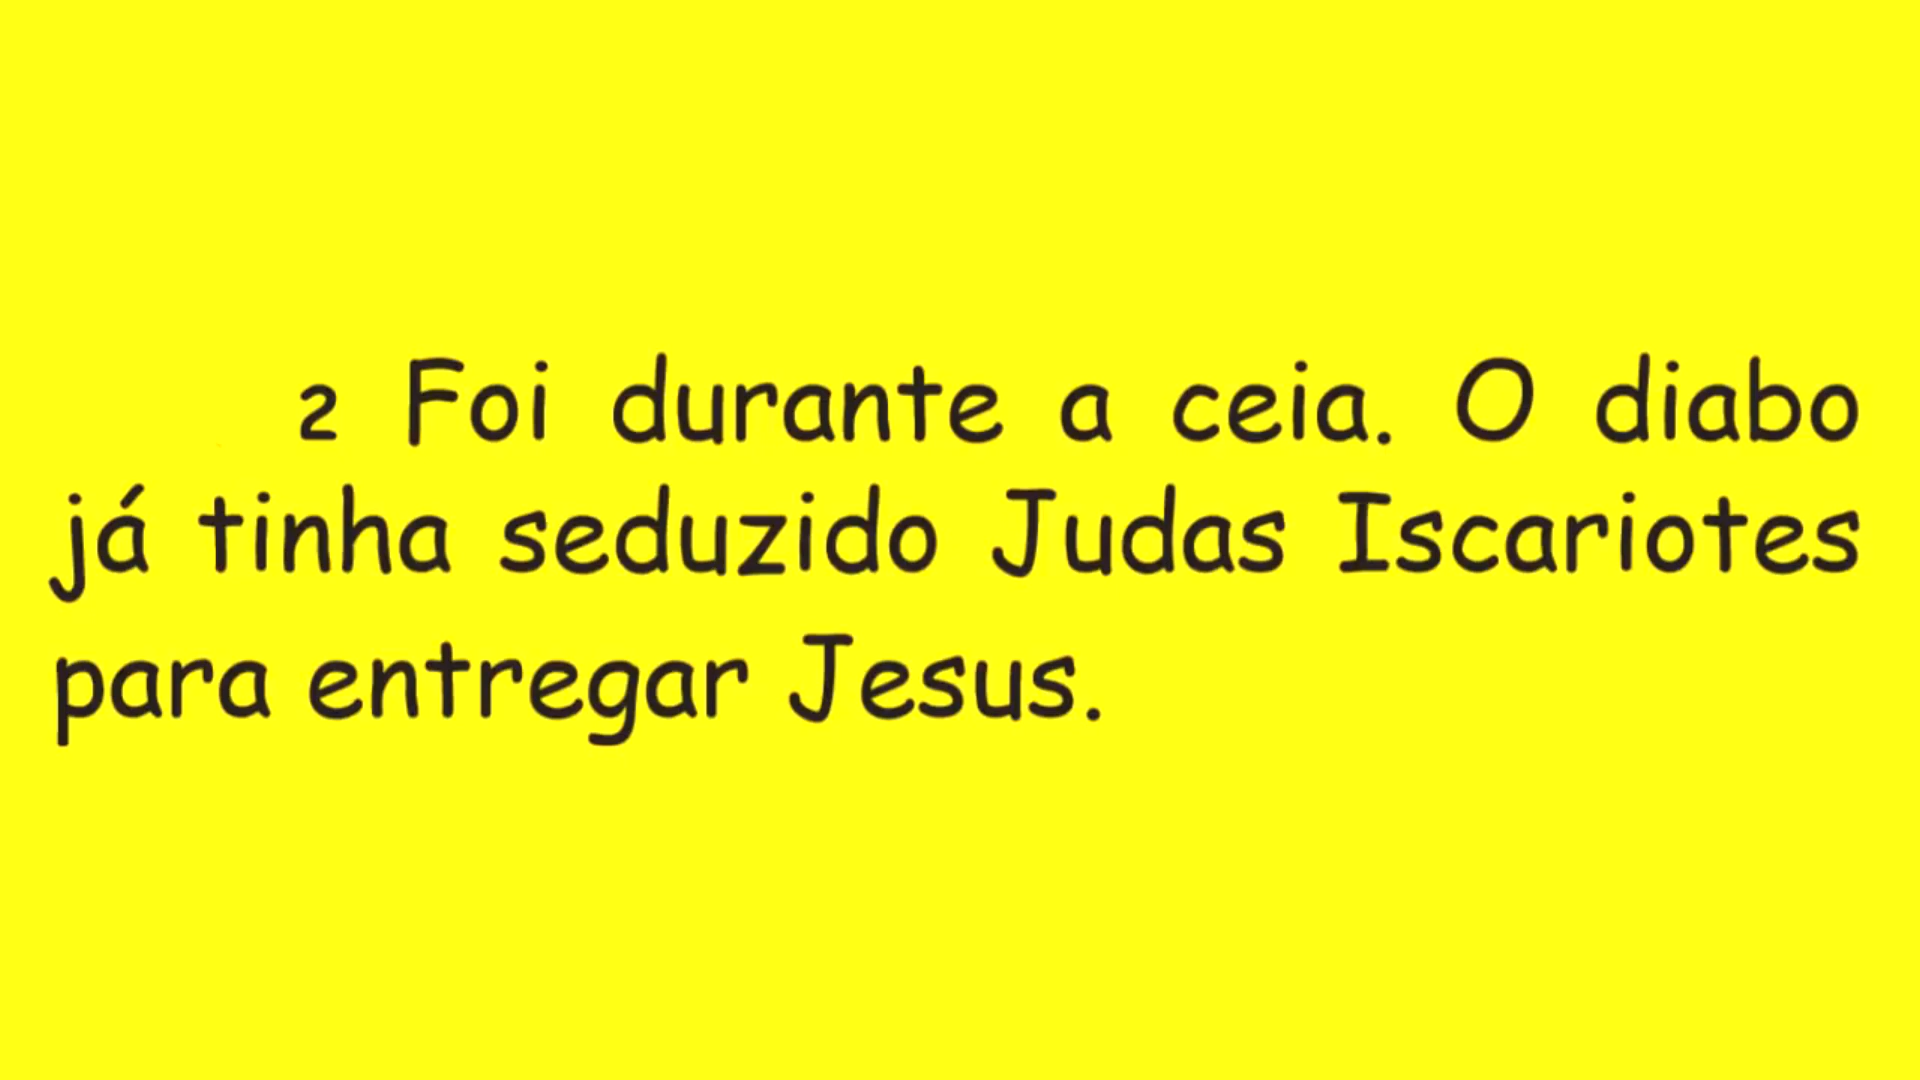 2 Foi durante a ceia. O diabo
já tinha seduzido Judas Iscariotes
para entregar Jesus.